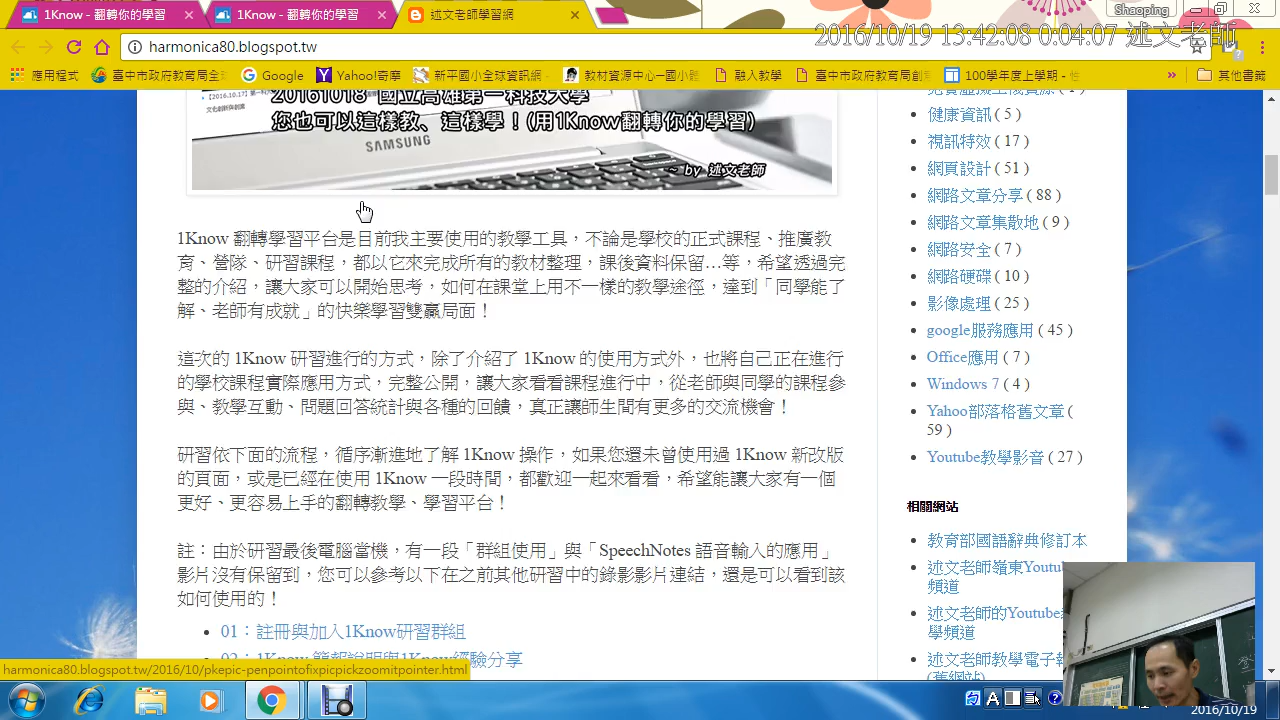 1Know - 翻轉你的學習
1Know - 翻轉你的學習
述文老師學習網
Shaoping
2016/10/19 13:42:08 0:04:07 述文老師
harmonica80.blogspot.tw
應用程式
臺中市政府教育局全
Google
Yahoo!奇摩
新平國小全球資訊網
教材資源中心─國小
融入教學
臺中市政府教育局創
100學年度上學期 -
其他書籤
20161018 國立高雄第一科技大學
您也可以這樣教、這樣學！(用1Know翻轉你的學習)
SAMSUNG
~ by 述文老師
1Know 翻轉學習平台是目前我主要使用的教學工具，不論是學校的正式課程、推廣教
育、營隊、研習課程，都以它來完成所有的教材整理，課後資料保留…等，希望透過完
整的介紹，讓大家可以開始思考，如何在課堂上用不一樣的教學途徑，達到「同學能了
解、老師有成就」的快樂學習雙贏局面！
這次的 1Know 研習進行的方式，除了介紹了 1Know 的使用方式外，也將自己正在進行
的學校課程實際應用方式，完整公開，讓大家看看課程進行中，從老師與同學的課程參
與、教學互動、問題回答統計與各種的回饋，真正讓師生間有更多的交流機會！
研習依下面的流程，循序漸進地了解 1Know 操作，如果您還未曾使用過 1Know 新改版
的頁面，或是已經在使用 1Know 一段時間，都歡迎一起來看看，希望能讓大家有一個
更好、更容易上手的翻轉教學、學習平台！
註：由於研習最後電腦當機，有一段「群組使用」與「SpeechNotes 語音輸入的應用」
影片沒有保留到，您可以參考以下在之前其他研習中的錄影影片連結，還是可以看到該
如何使用的！
01：註冊與加入1Know研習群組
02：1Know 簡報說明與1Know經驗分享
免費虛擬主機資源 ( 1 )
健康資訊 ( 5 )
視訊特效 ( 17 )
網頁設計 ( 51 )
網路文章分享 ( 88 )
網路文章集散地 ( 9 )
網路安全 ( 7 )
網路硬碟 ( 10 )
影像處理 ( 25 )
google服務應用 ( 45 )
Office應用 ( 7 )
Windows 7 ( 4 )
Yahoo部落格舊文章 (
59 )
Youtube教學影音 ( 27 )
相關網站
教育部國語辭典修訂本
述文老師嶺東Youtu
頻道
述文老師的Youtube
學頻道
述文老師教學電子報
(舊網站)
harmonica80.blogspot.tw/2016/10/pkepic-penpointofixpicpickzoomitpointer.html
2016/10/19